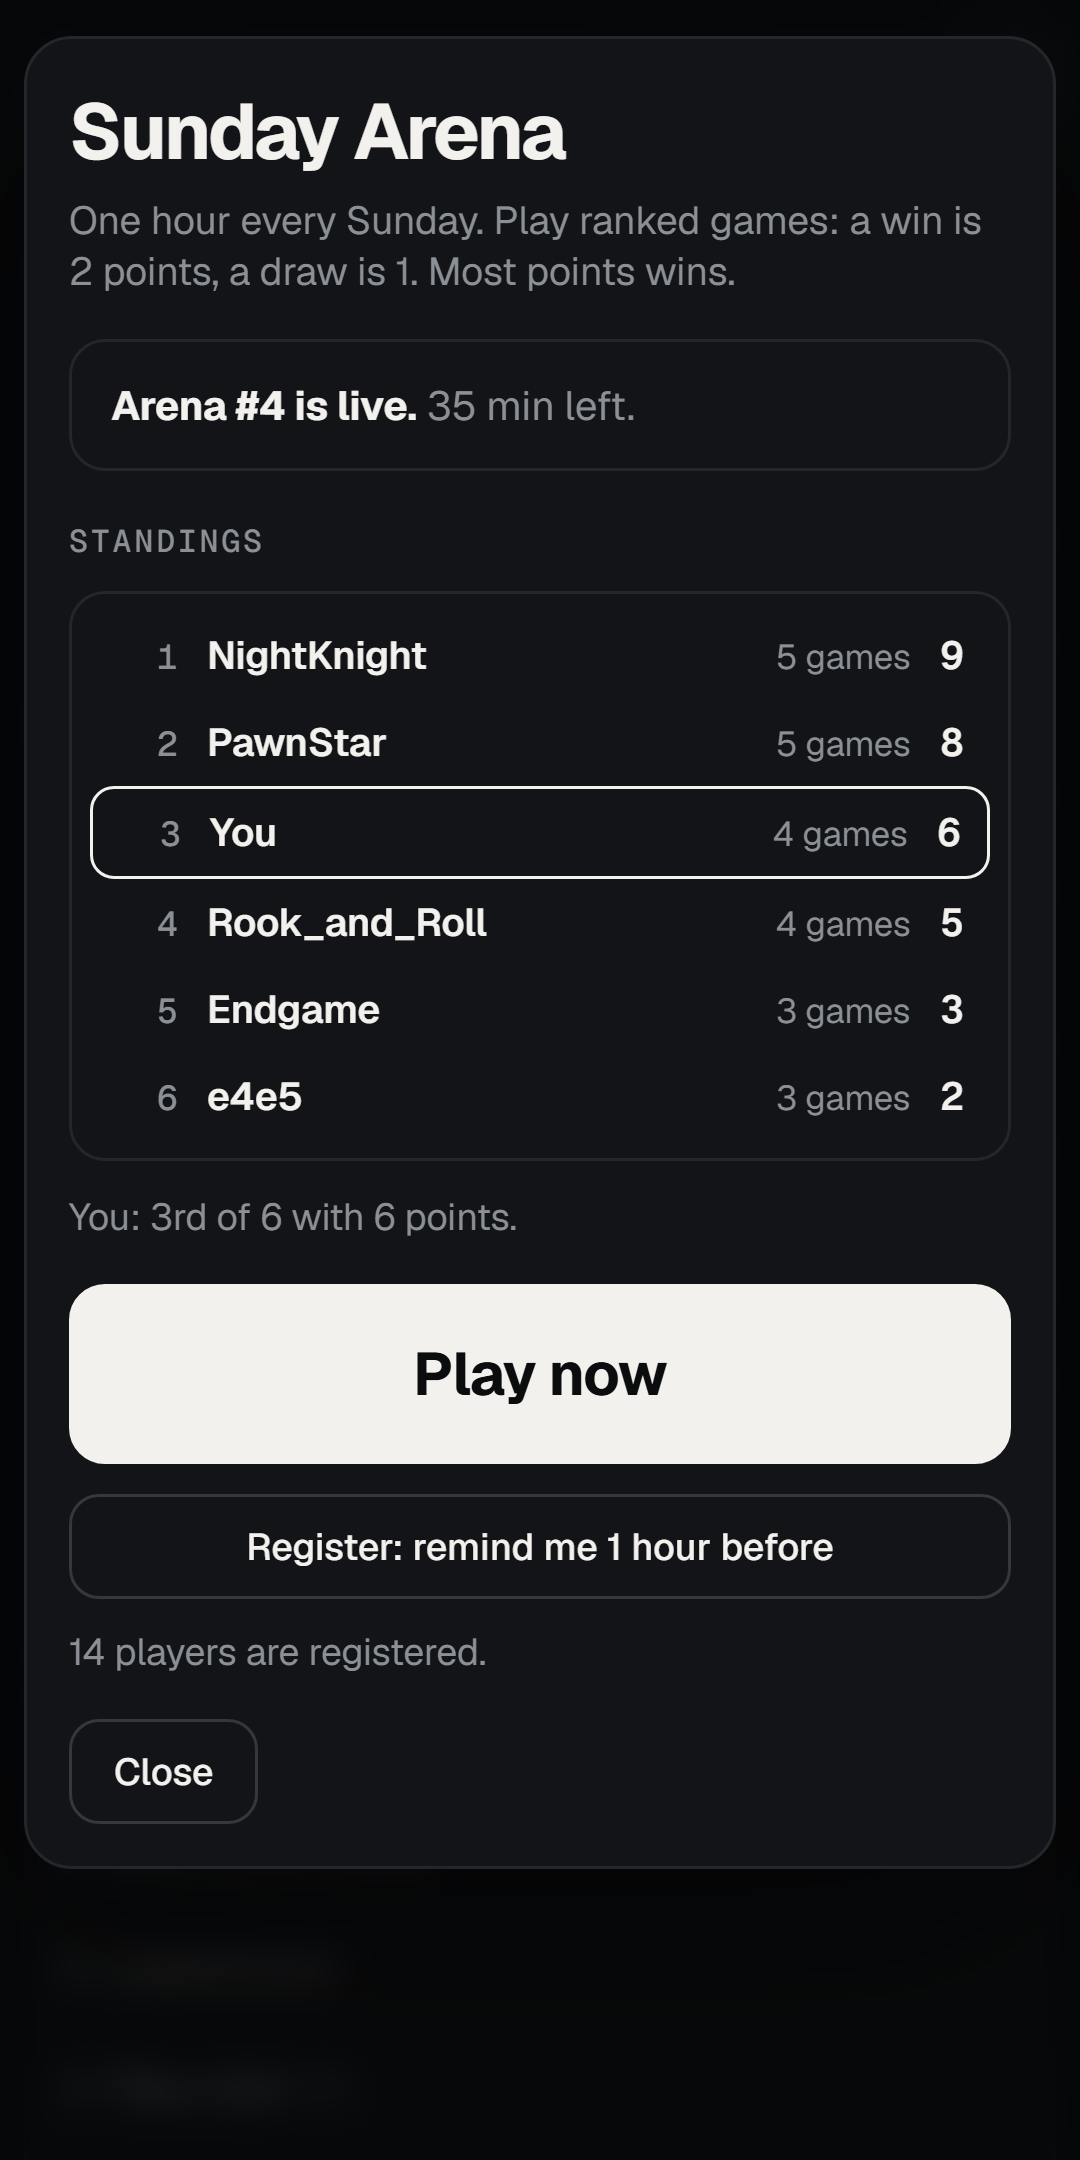 Sunday Arena
One hour every Sunday. Play ranked games: a win is
2 points, a draw is 1. Most points wins.
Arena #4 is live. 35 min left.
STANDINGS
1 NightKnight 5 games 9
2 PawnStar 5 games 8
3 You 4 games 6
4 Rook_and_Roll 4 games 5
5 Endgame 3 games 3
6 e4e5 3 games 2
You: 3rd of 6 with 6 points.
Play now
Register: remind me 1 hour before
14 players are registered.
Close